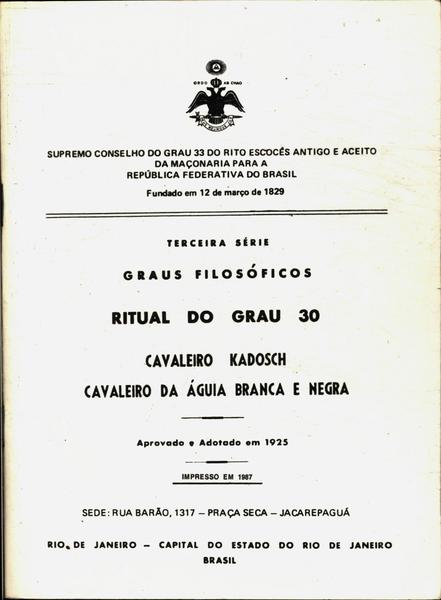 ORDO AB CHAO
SUPREMO CONSELHO DO GRAU 33 DO RITO ESCOCÊS ANTIGO E ACEITO
DA MAÇONARIA PARA A
REPÚBLICA FEDERATIVA DO BRASIL
Fundado em 12 de março de 1829
TERCEIRA SÉRIE
GRAUS FILOSÓFICOS
RITUAL DO GRAU 30
CAVALEIRO KADOSCH
CAVALEIRO DA ÁGUIA BRANCA E NEGRA
Aprovado e Adotado em 1925
IMPRESSO EM 1987
SEDE: RUA BARÃO, 1317 – PRAÇA SECA – JACAREPAGUÁ
RIO DE JANEIRO – CAPITAL DO ESTADO DO RIO DE JANEIRO
BRASIL